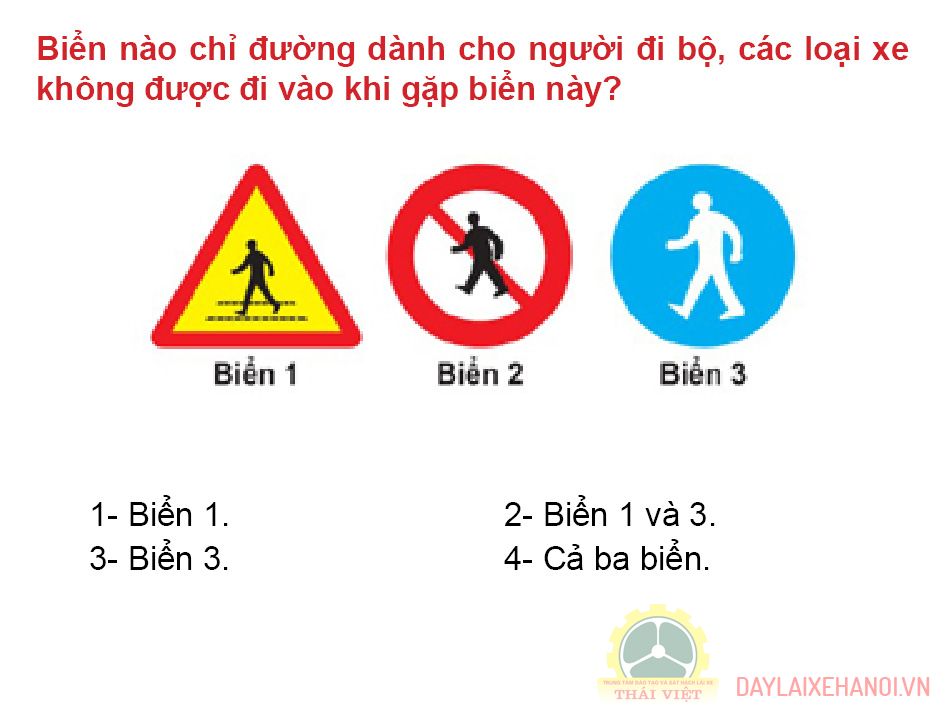 Biển nào chỉ đường dành cho người đi bộ, các loại xe
không được đi vào khi gặp biển này?
Biển 1
Biển 2
Biển 3
1- Biển 1.
2- Biển 1 và 3.
3- Biển 3.
4- Cả ba biển.
TRUNG TÂM ĐÀO TẠO VÀ SÁT HẠCH LÁI XE
THÁI VIỆT
DAYLAIXEHANOI.VN